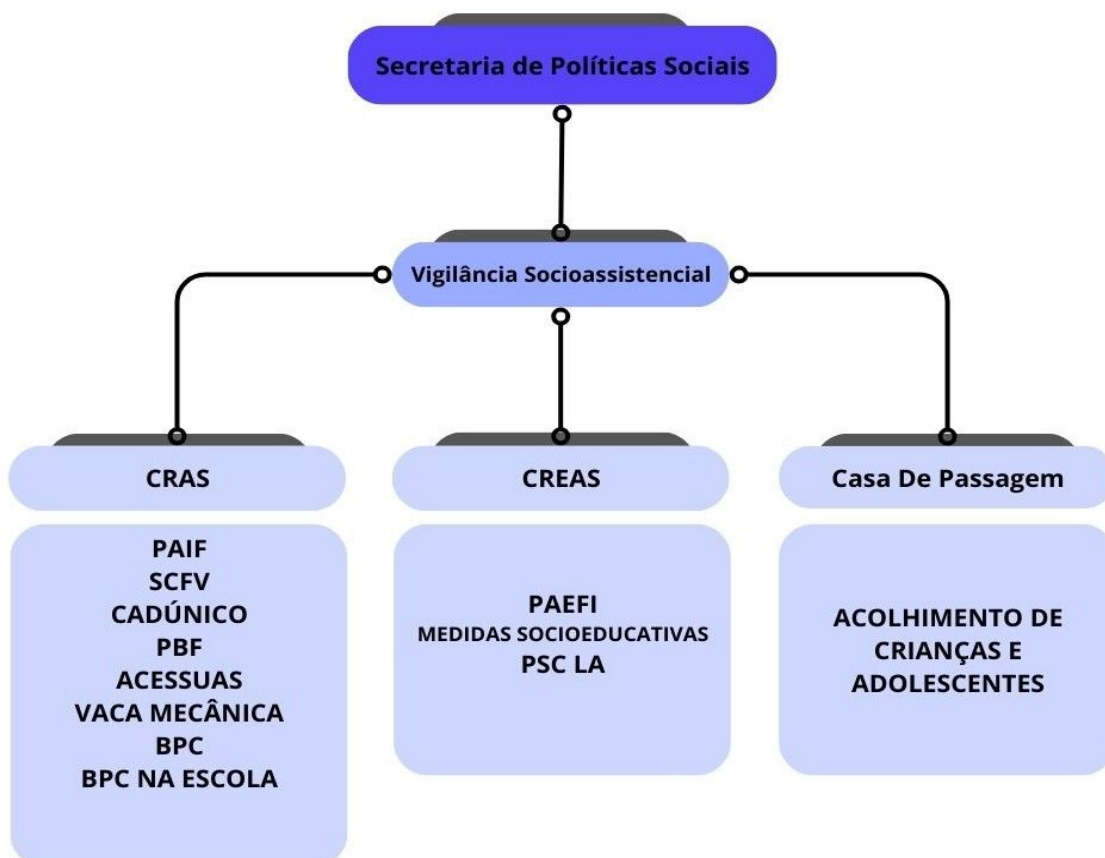 Secretaria de Políticas Sociais
Vigilância Socioassistencial
CRAS
PAIF
SCFV
CADÚNICO
PBF
ACESSUAS
VACA MECÂNICA
BPC
BPC NA ESCOLA
CREAS
PAEFI
MEDIDAS SOCIOEDUCATIVAS
PSC LA
Casa De Passagem
ACOLHIMENTO DE
CRIANÇAS E
ADOLESCENTES